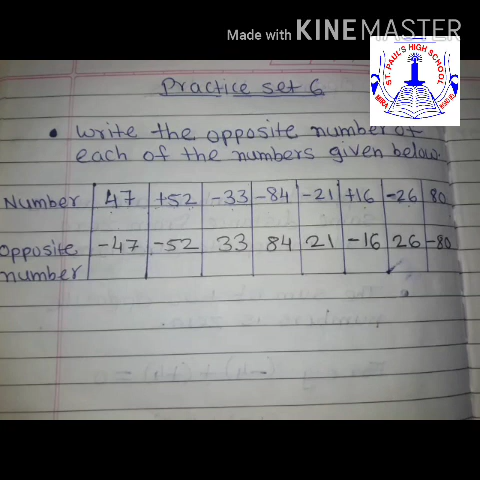 Made with KINEMASTER
ST. PAUL'S HIGH SCHOOL
Practice set 6
• Write the opposite number of
each of the numbers given below.
Number 47 +52 -33 -84 -21 +16 -26 80
Opposite number -47 -52 33 84 21 -16 26 -80